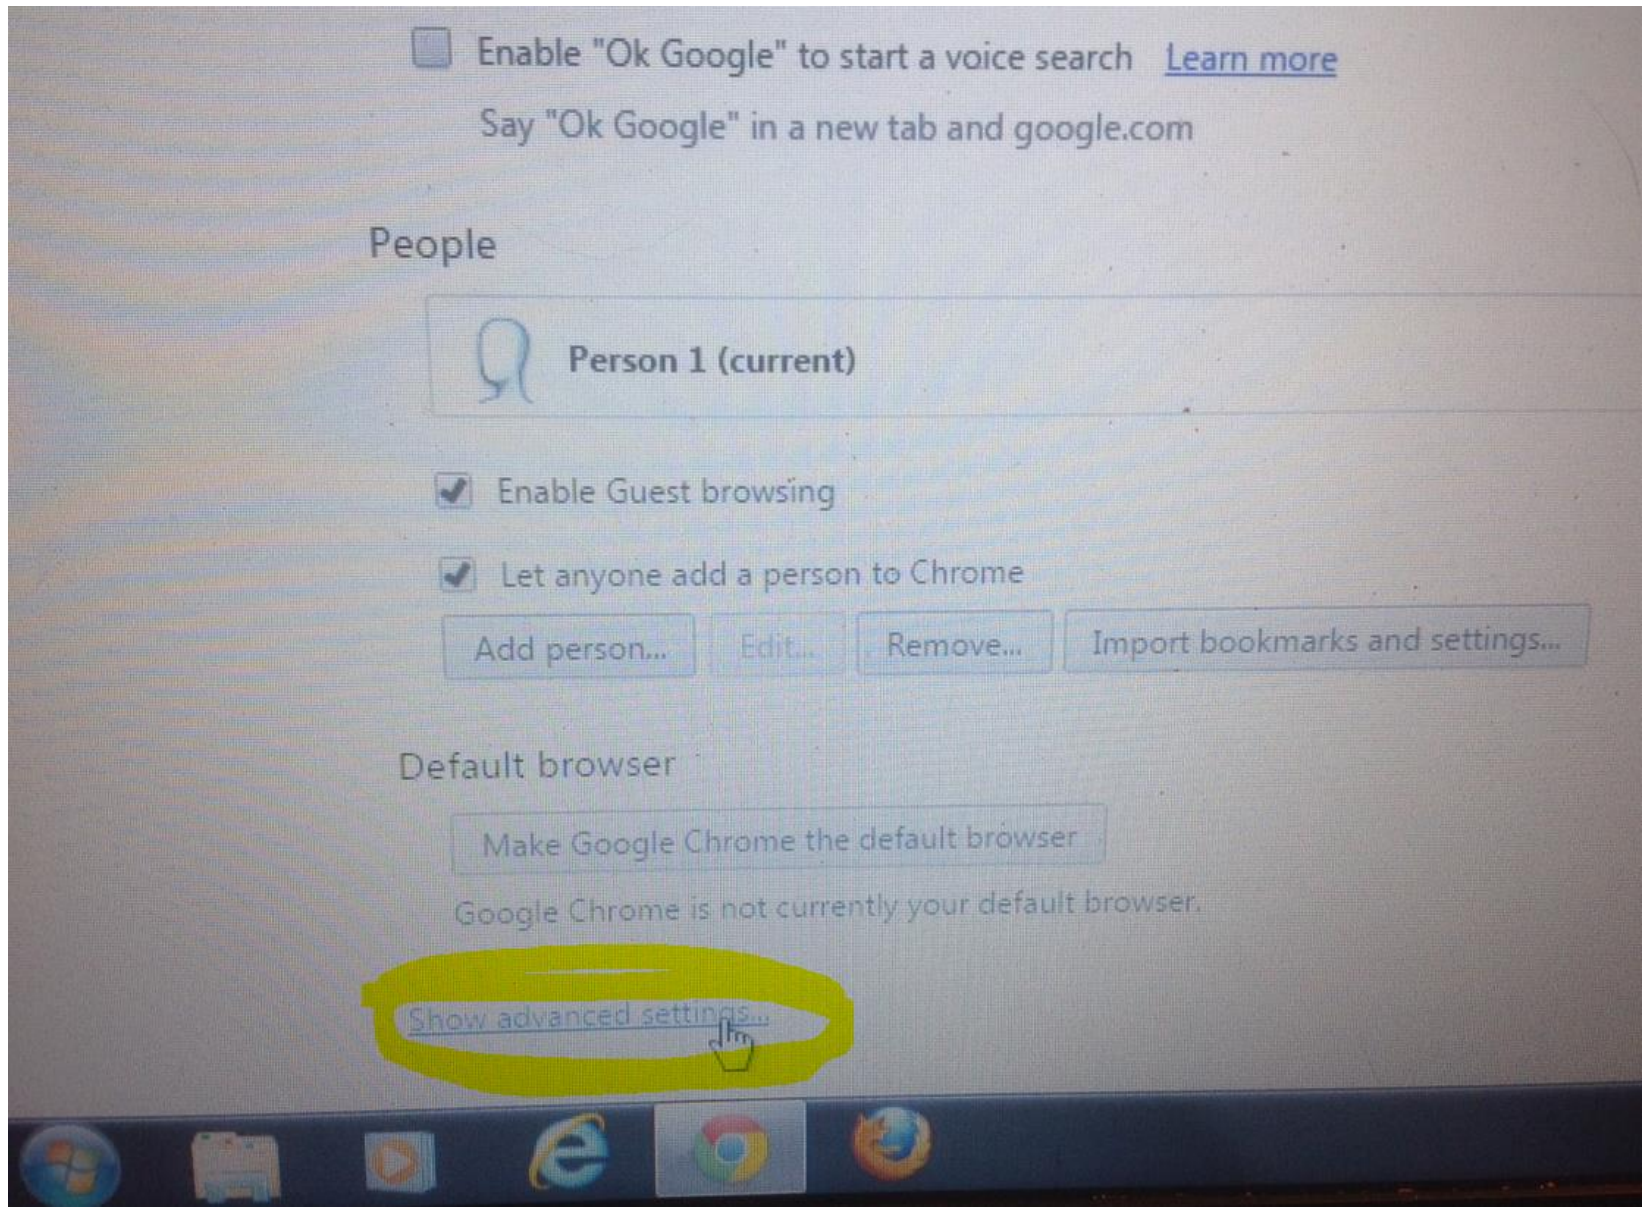 Enable "Ok Google" to start a voice search Learn more
Say "Ok Google" in a new tab and google.com
People
Person 1 (current)
Enable Guest browsing
Let anyone add a person to Chrome
Add person... Edit... Remove... Import bookmarks and settings...
Default browser
Make Google Chrome the default browser
Google Chrome is not currently your default browser.
Show advanced settings...